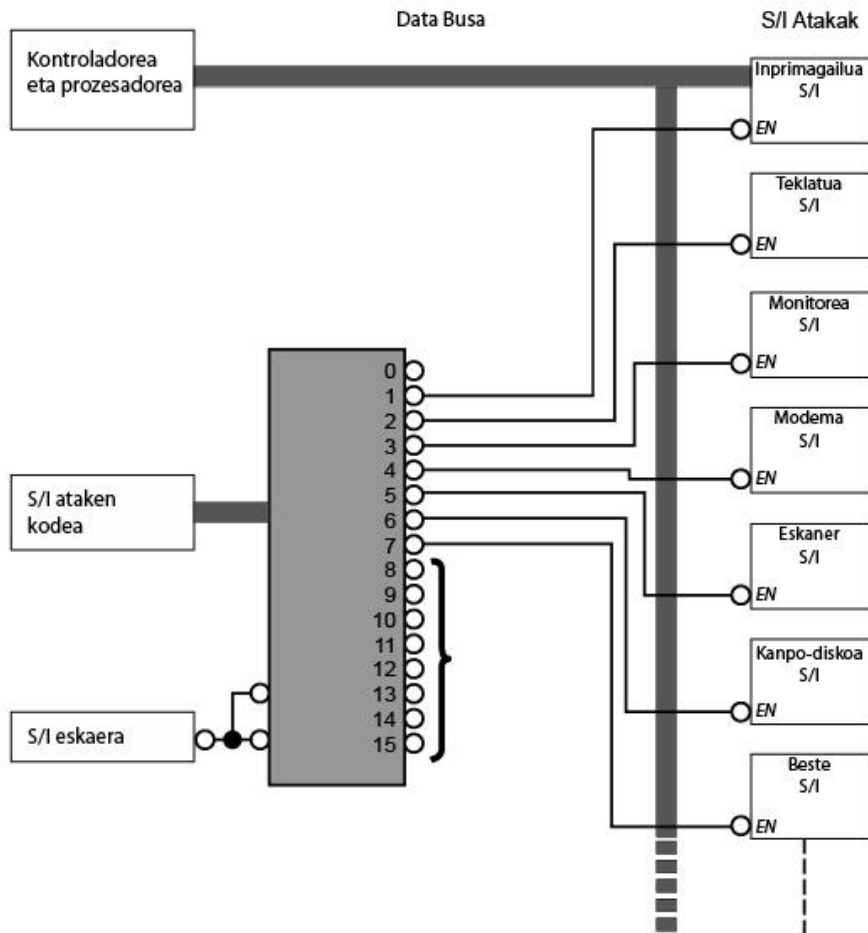 Data Busa
S/I Atakak
Kontroladorea
eta prozesadorea
Inprimagailua
S/I
EN
Teklatua
S/I
EN
Monitorea
S/I
EN
Modema
S/I
EN
Eskaner
S/I
EN
Kanpo-diskoa
S/I
EN
Beste
S/I
EN
0
1
2
3
4
5
6
7
8
9
10
11
12
13
14
15
S/I ataken
kodea
S/I eskaera